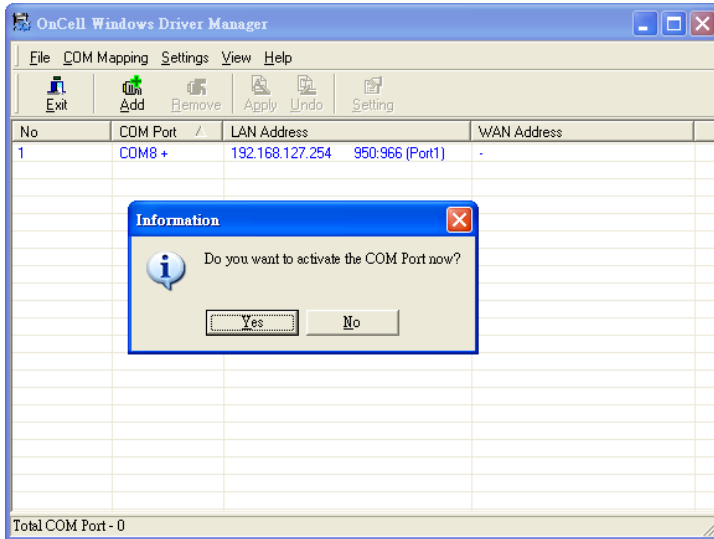 OnCell Windows Driver Manager
File COM Mapping Settings View Help
Exit Add Remove Apply Undo Setting
No COM Port LAN Address WAN Address
1 COM8 + 192.168.127.254 950:966 (Port1) -
Information
Do you want to activate the COM Port now?
Yes No
Total COM Port - 0